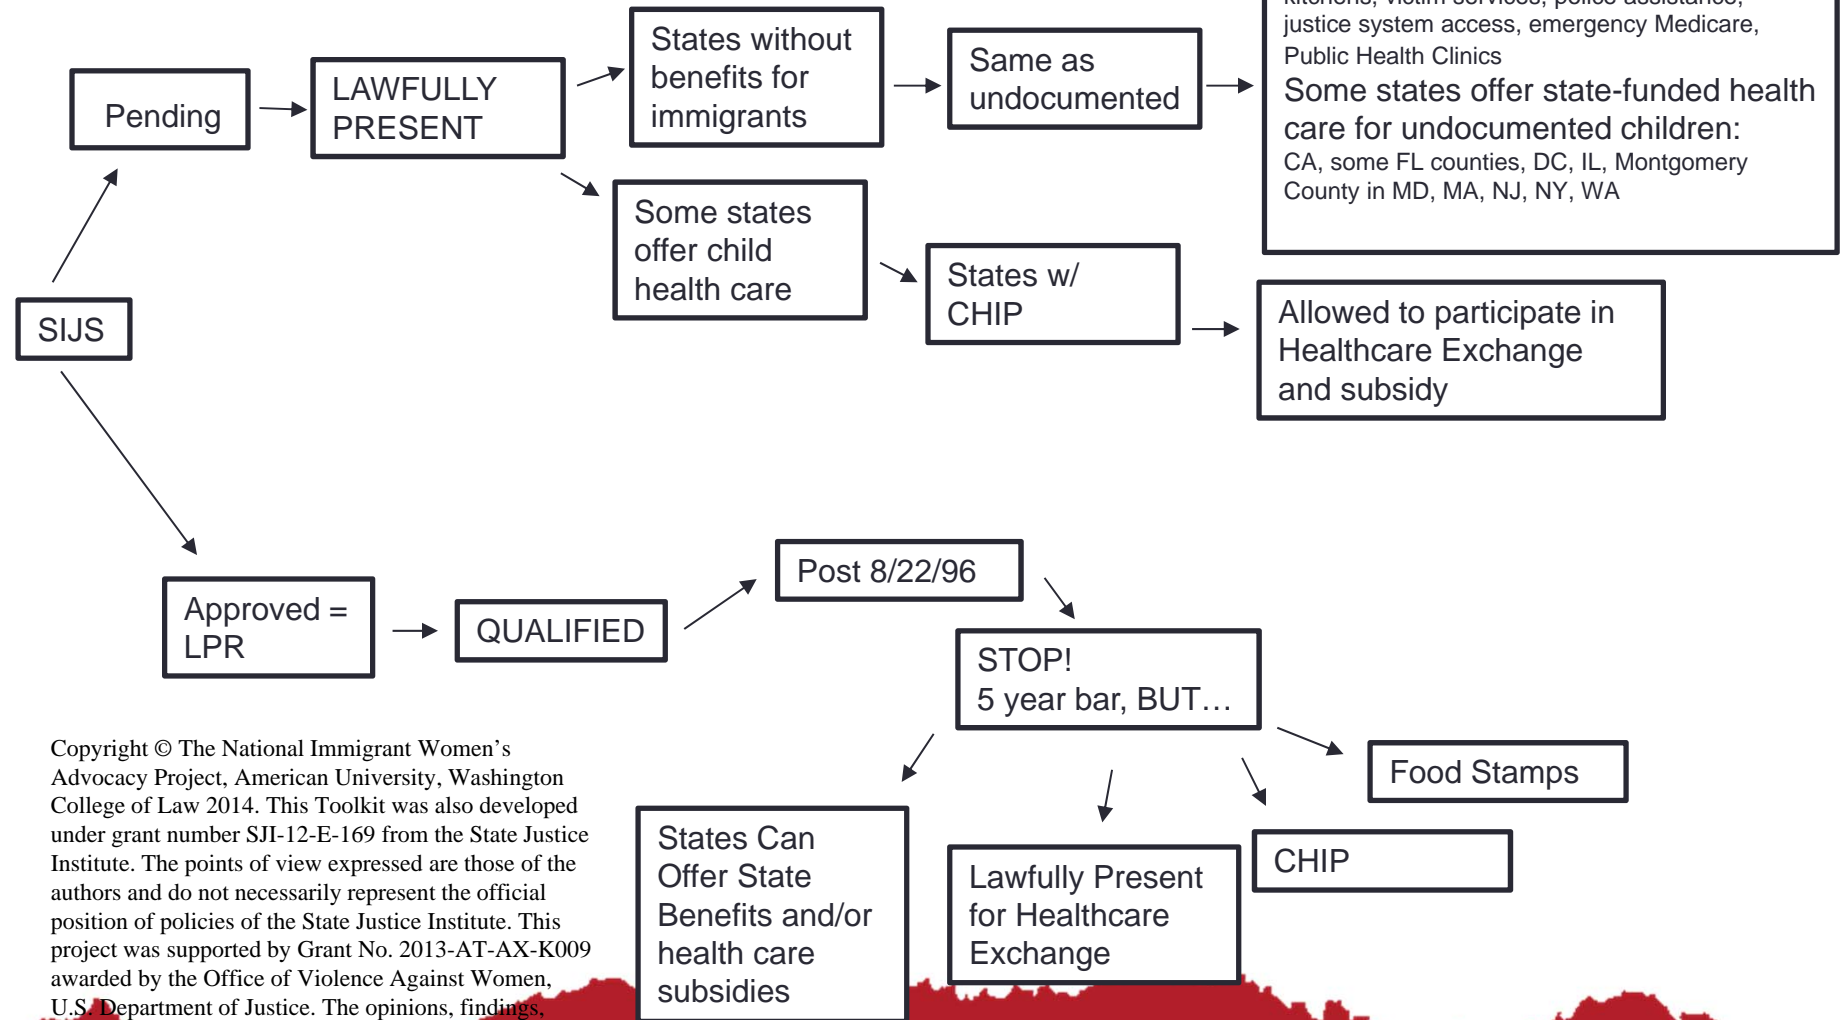 kitchens, victim services, police assistance,
justice system access, emergency Medicare,
Public Health Clinics
Some states offer state-funded health
care for undocumented children:
CA, some FL counties, DC, IL, Montgomery
County in MD, MA, NJ, NY, WA
States without
benefits for
immigrants
Same as
undocumented
Pending
LAWFULLY
PRESENT
Some states
offer child
health care
States w/
CHIP
Allowed to participate in
Healthcare Exchange
and subsidy
SIJS
Approved =
LPR
QUALIFIED
Post 8/22/96
STOP!
5 year bar, BUT…
Food Stamps
CHIP
Lawfully Present
for Healthcare
Exchange
States Can
Offer State
Benefits and/or
health care
subsidies
Copyright © The National Immigrant Women’s
Advocacy Project, American University, Washington
College of Law 2014. This Toolkit was also developed
under grant number SJI-12-E-169 from the State Justice
Institute. The points of view expressed are those of the
authors and do not necessarily represent the official
position of policies of the State Justice Institute. This
project was supported by Grant No. 2013-AT-AX-K009
awarded by the Office of Violence Against Women,
U.S. Department of Justice. The opinions, findings,